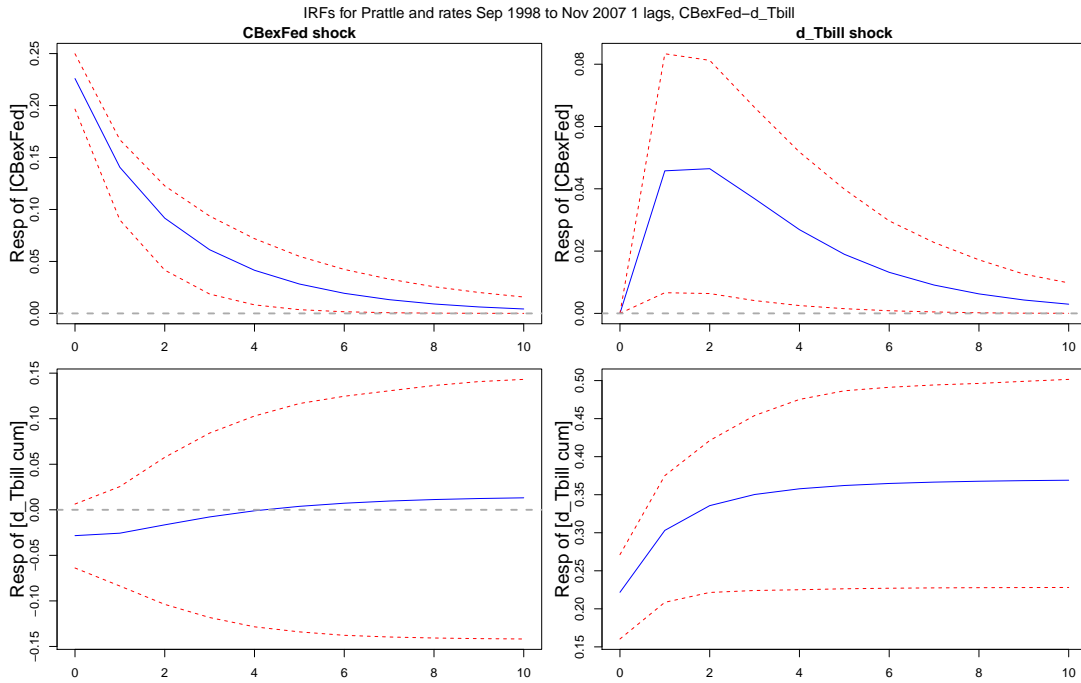 IRFs for Prattle and rates Sep 1998 to Nov 2007 1 lags, CBexFed−d_Tbill
CBexFed shock
Resp of [CBexFed]
0.00 0.05 0.10 0.15 0.20 0.25
0 2 4 6 8 10
d_Tbill shock
Resp of [CBexFed]
0.00 0.02 0.04 0.06 0.08
0 2 4 6 8 10
Resp of [d_Tbill cum]
−0.15 −0.10 −0.05 0.00 0.05 0.10 0.15
0 2 4 6 8 10
Resp of [d_Tbill cum]
0.15 0.20 0.25 0.30 0.35 0.40 0.45 0.50
0 2 4 6 8 10